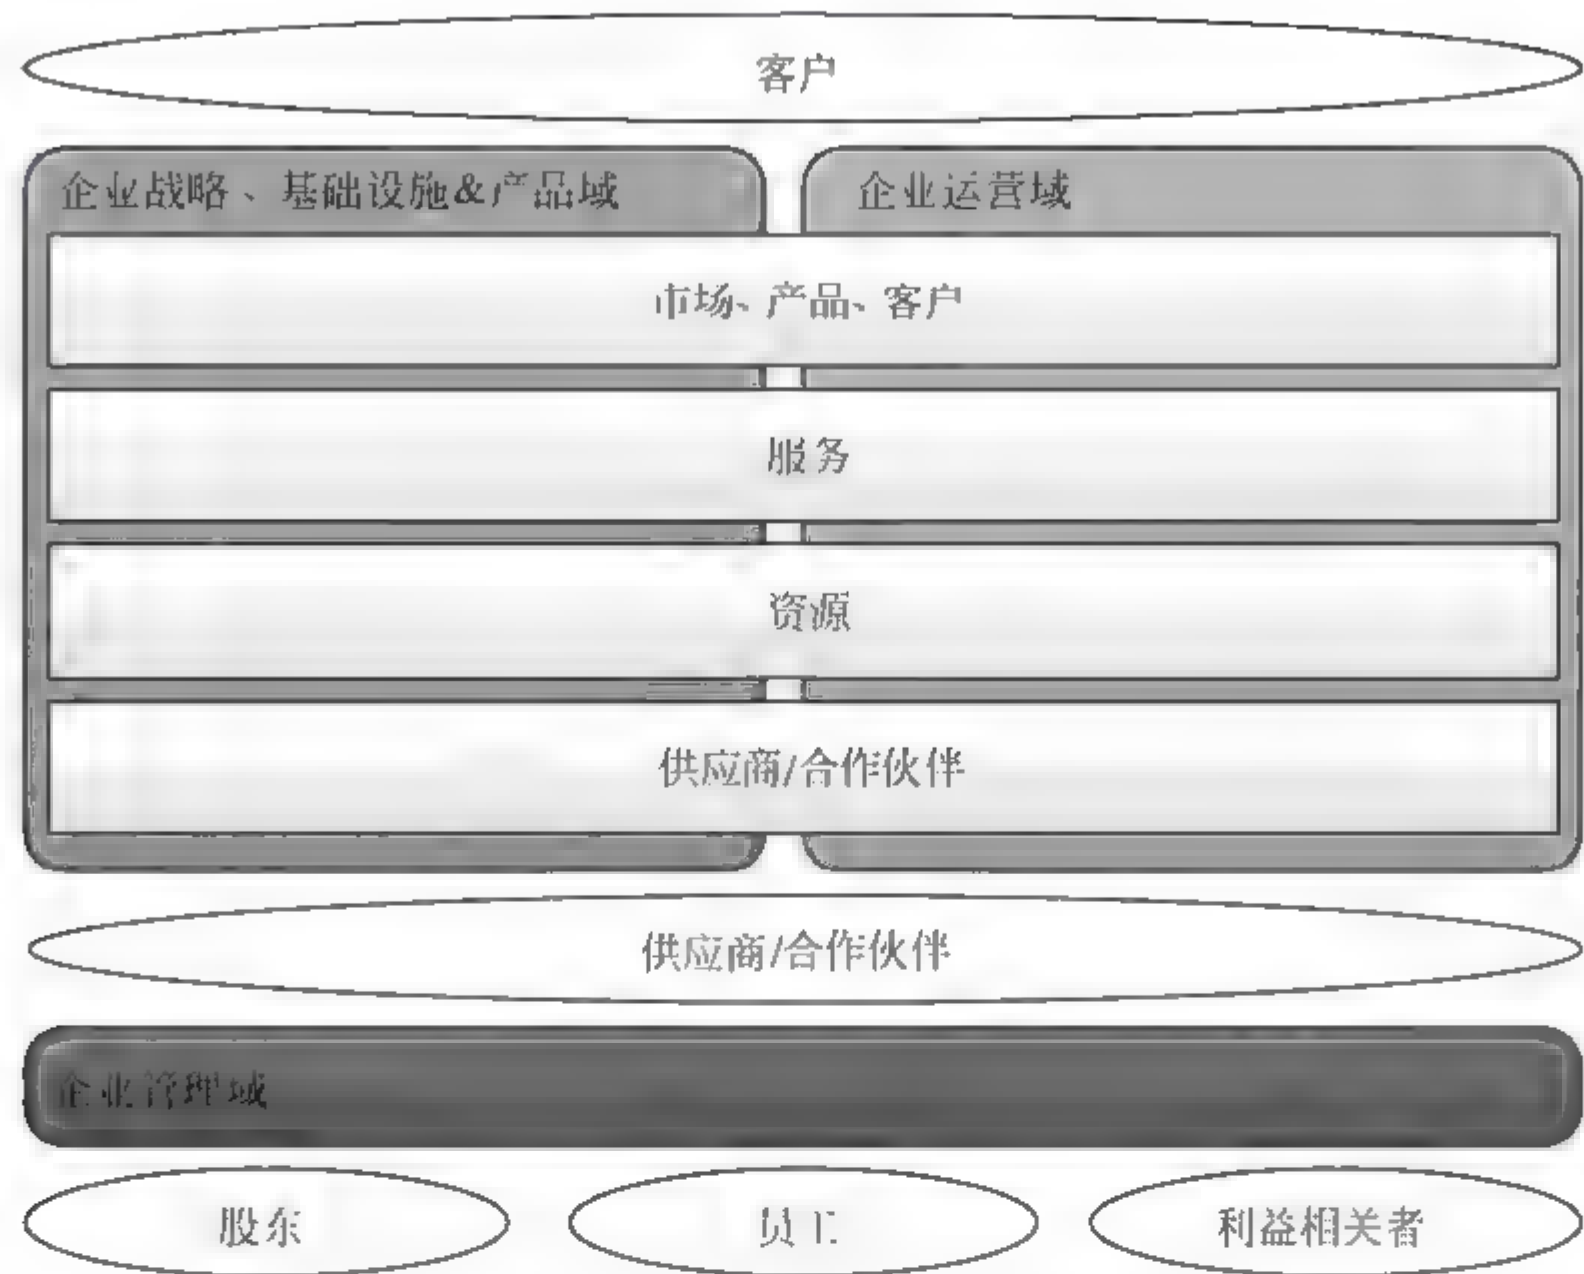 客户
企业战略、基础设施&产品域
企业运营域
市场、产品、客户
服务
资源
供应商/合作伙伴
供应商/合作伙伴
企业管理域
股东
员工
利益相关者